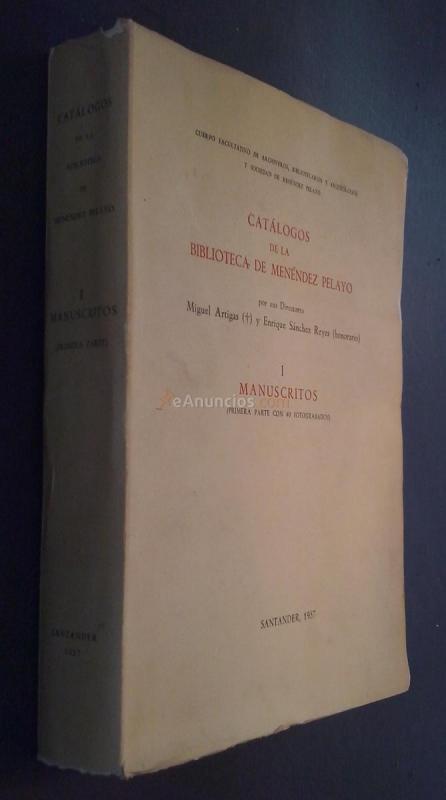 CATÁLOGOS
DE LA
BIBLIOTECA
DE
MENÉNDEZ PELAYO
I
MANUSCRITOS
(PRIMERA PARTE)
SANTANDER
1957
CUERPO FACULTATIVO DE ARCHIVEROS, BIBLIOTECARIOS Y ARQUEÓLOGOS
Y SOCIEDAD DE MENÉNDEZ PELAYO
CATÁLOGOS
DE LA
BIBLIOTECA DE MENÉNDEZ PELAYO
por sus Directores
Miguel Artigas (†) y Enrique Sánchez Reyes (honorario)
I
MANUSCRITOS
(PRIMERA PARTE CON 40 FOTOGRABADOS)
SANTANDER, 1957
eAnuncios.com